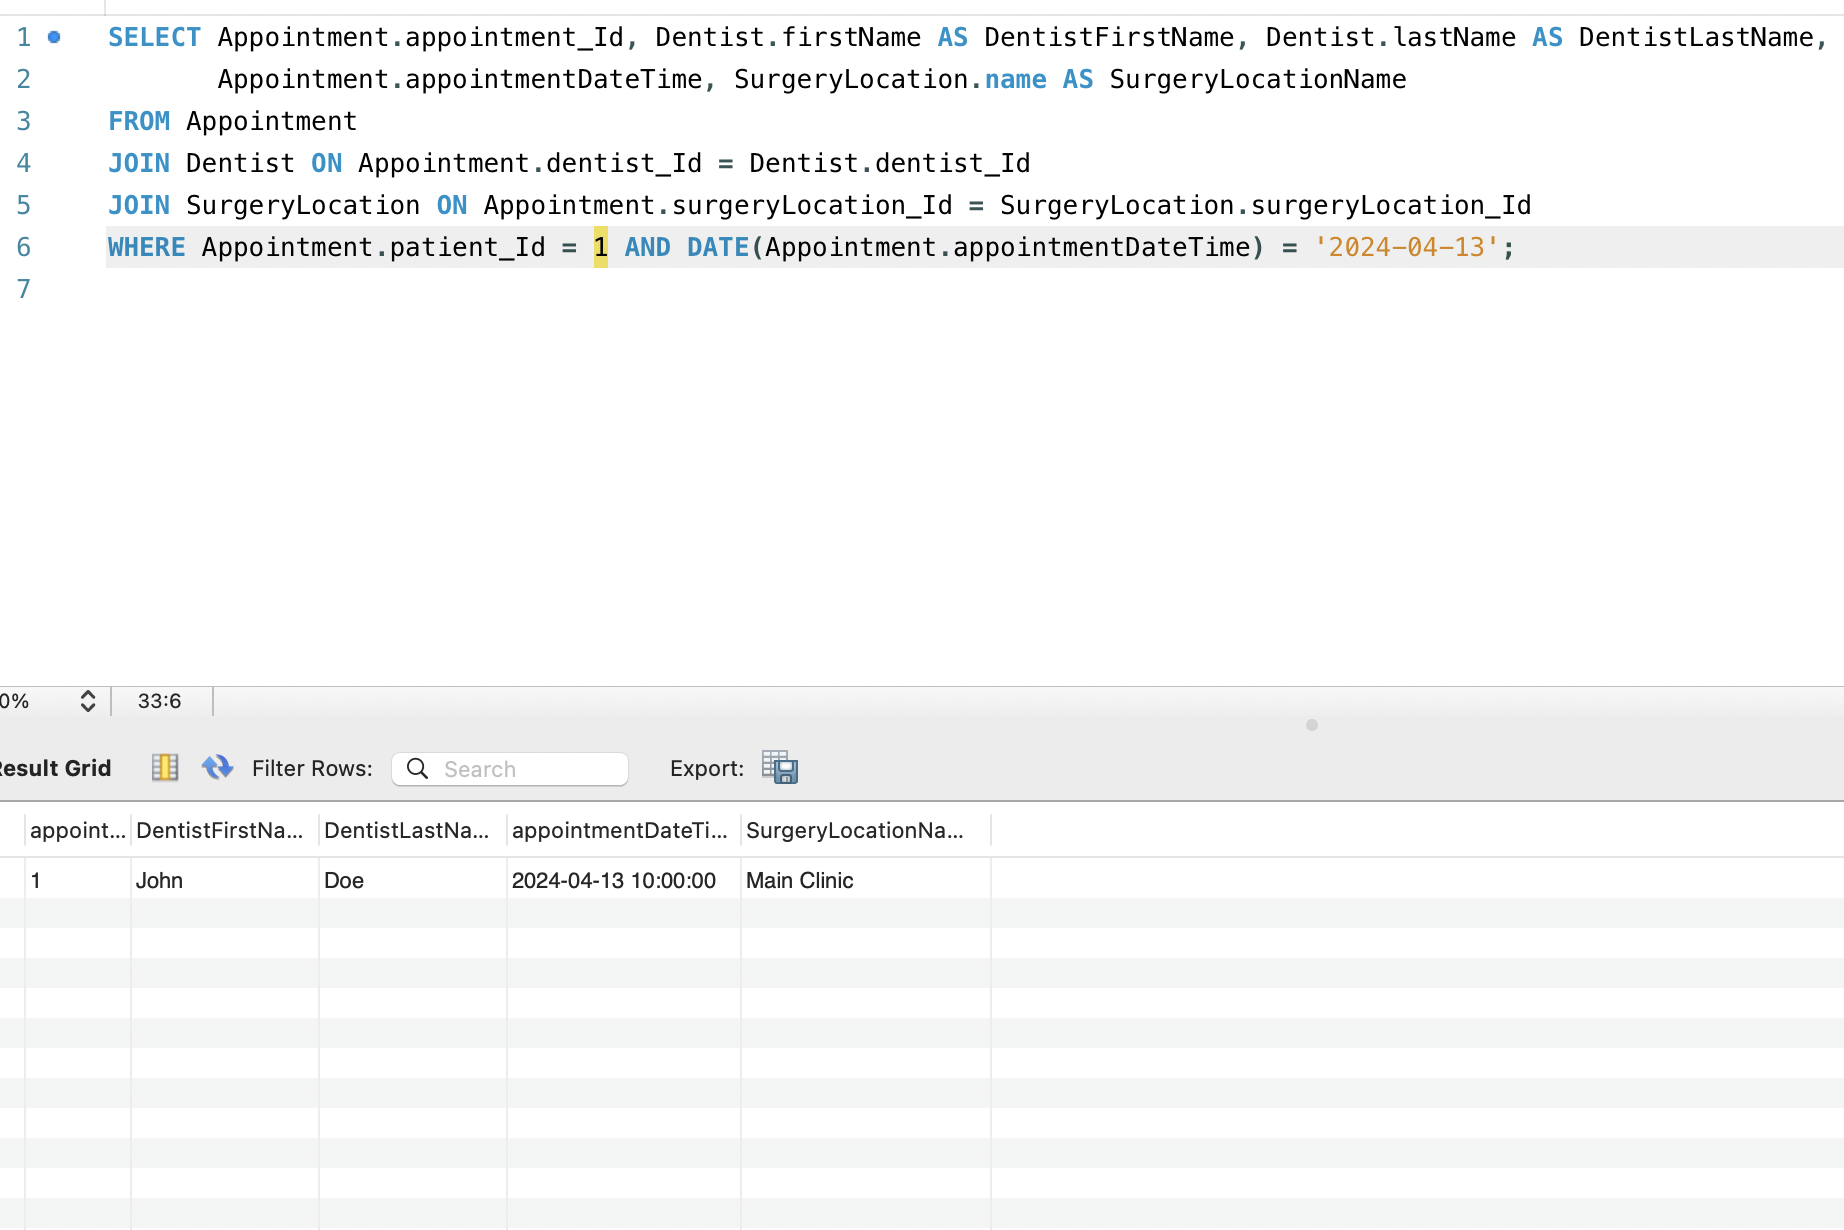 1 SELECT Appointment.appointment_Id, Dentist.firstName AS DentistFirstName, Dentist.lastName AS DentistLastName,
2 Appointment.appointmentDateTime, SurgeryLocation.name AS SurgeryLocationName
3 FROM Appointment
4 JOIN Dentist ON Appointment.dentist_Id = Dentist.dentist_Id
5 JOIN SurgeryLocation ON Appointment.surgeryLocation_Id = SurgeryLocation.surgeryLocation_Id
6 WHERE Appointment.patient_Id = 1 AND DATE(Appointment.appointmentDateTime) = '2024-04-13';
7
0% 33:6
esult Grid Filter Rows: Search Export:
appoint... DentistFirstNa... DentistLastNa... appointmentDateTi... SurgeryLocationNa...
1 John Doe 2024-04-13 10:00:00 Main Clinic